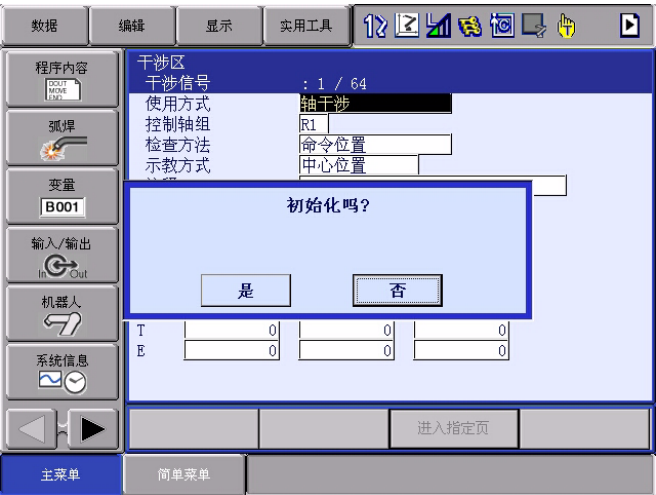 数据 编辑 显示 实用工具
程序内容
DOUT
MOVE
END
弧焊
变量
B001
输入/输出
In Out
机器人
系统信息
干涉区
干涉信号 : 1 / 64
使用方式 轴干涉
控制轴组 R1
检查方法 命令位置
示教方式 中心位置
初始化吗?
是 否
T 0 0 0
E 0 0 0
进入指定页
主菜单 简单菜单